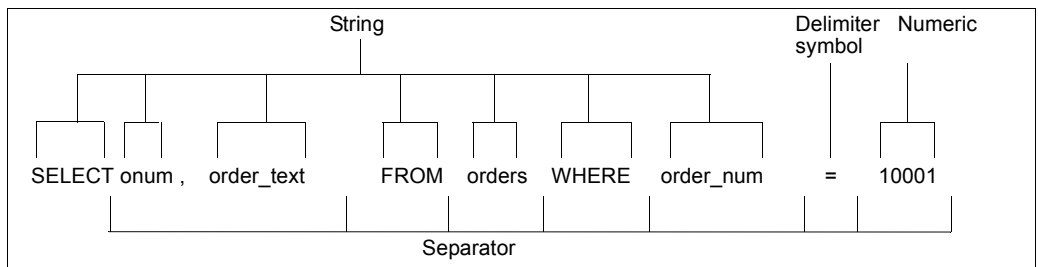 String Delimiter symbol Numeric
SELECT onum , order_text FROM orders WHERE order_num = 10001
Separator